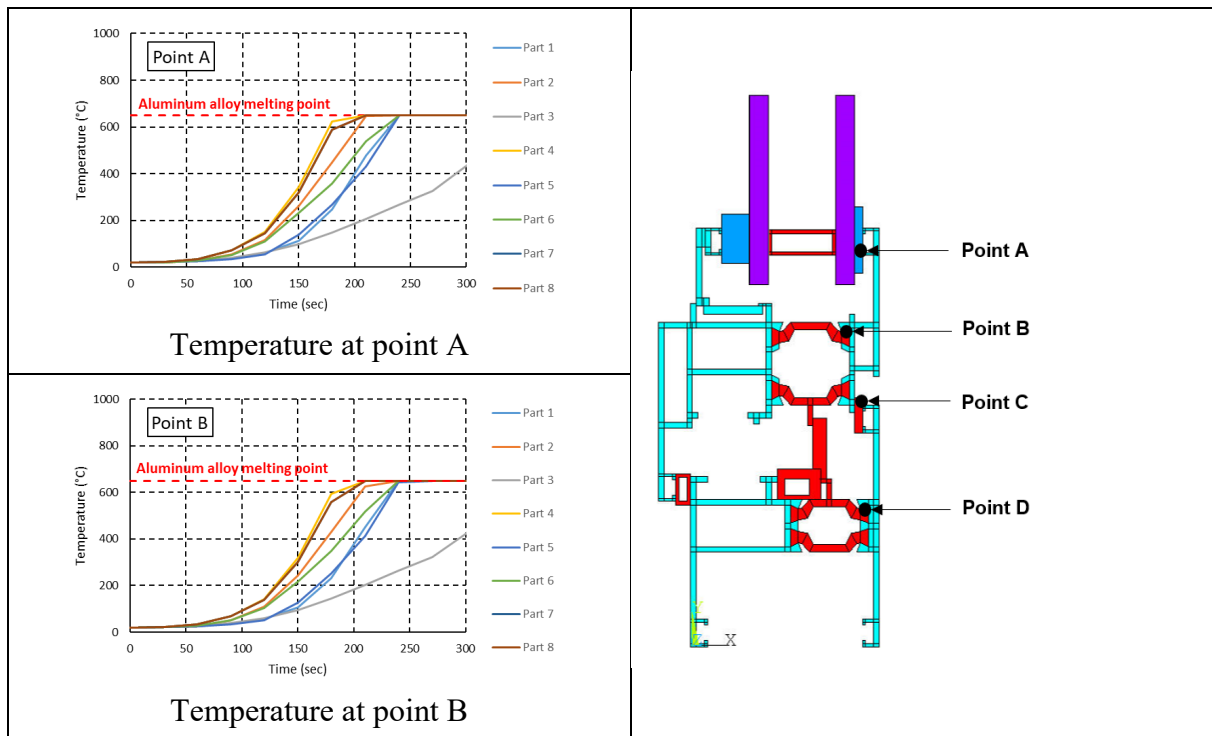 Point A
Aluminum alloy melting point
Temperature (°C)
1000
800
600
400
200
0
0 50 100 150 200 250 300
Time (sec)
Part 1
Part 2
Part 3
Part 4
Part 5
Part 6
Part 7
Part 8
Temperature at point A
Point B
Aluminum alloy melting point
Temperature (°C)
1000
800
600
400
200
0
0 50 100 150 200 250 300
Time (sec)
Part 1
Part 2
Part 3
Part 4
Part 5
Part 6
Part 7
Part 8
Temperature at point B
Point A
Point B
Point C
Point D
Y
Z X